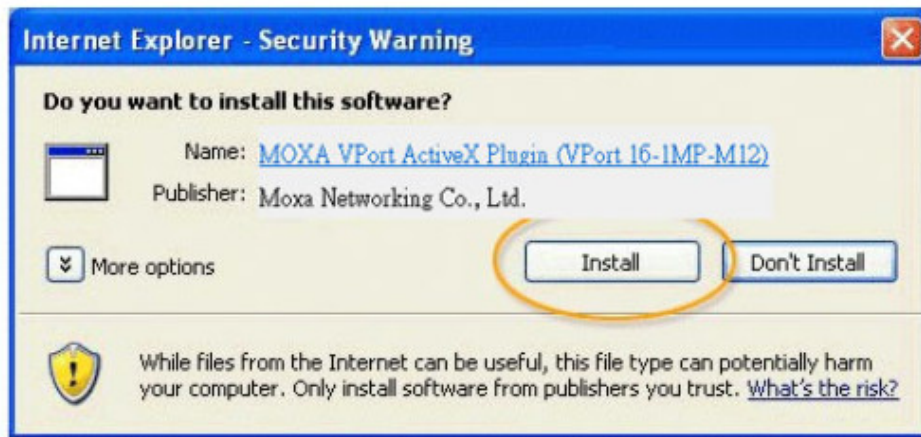 Internet Explorer - Security Warning
Do you want to install this software?
Name: MOXA VPort ActiveX Plugin (VPort 16-1MP-M12)
Publisher: Moxa Networking Co., Ltd.
More options
Install
Don't Install
While files from the Internet can be useful, this file type can potentially harm
your computer. Only install software from publishers you trust. What's the risk?